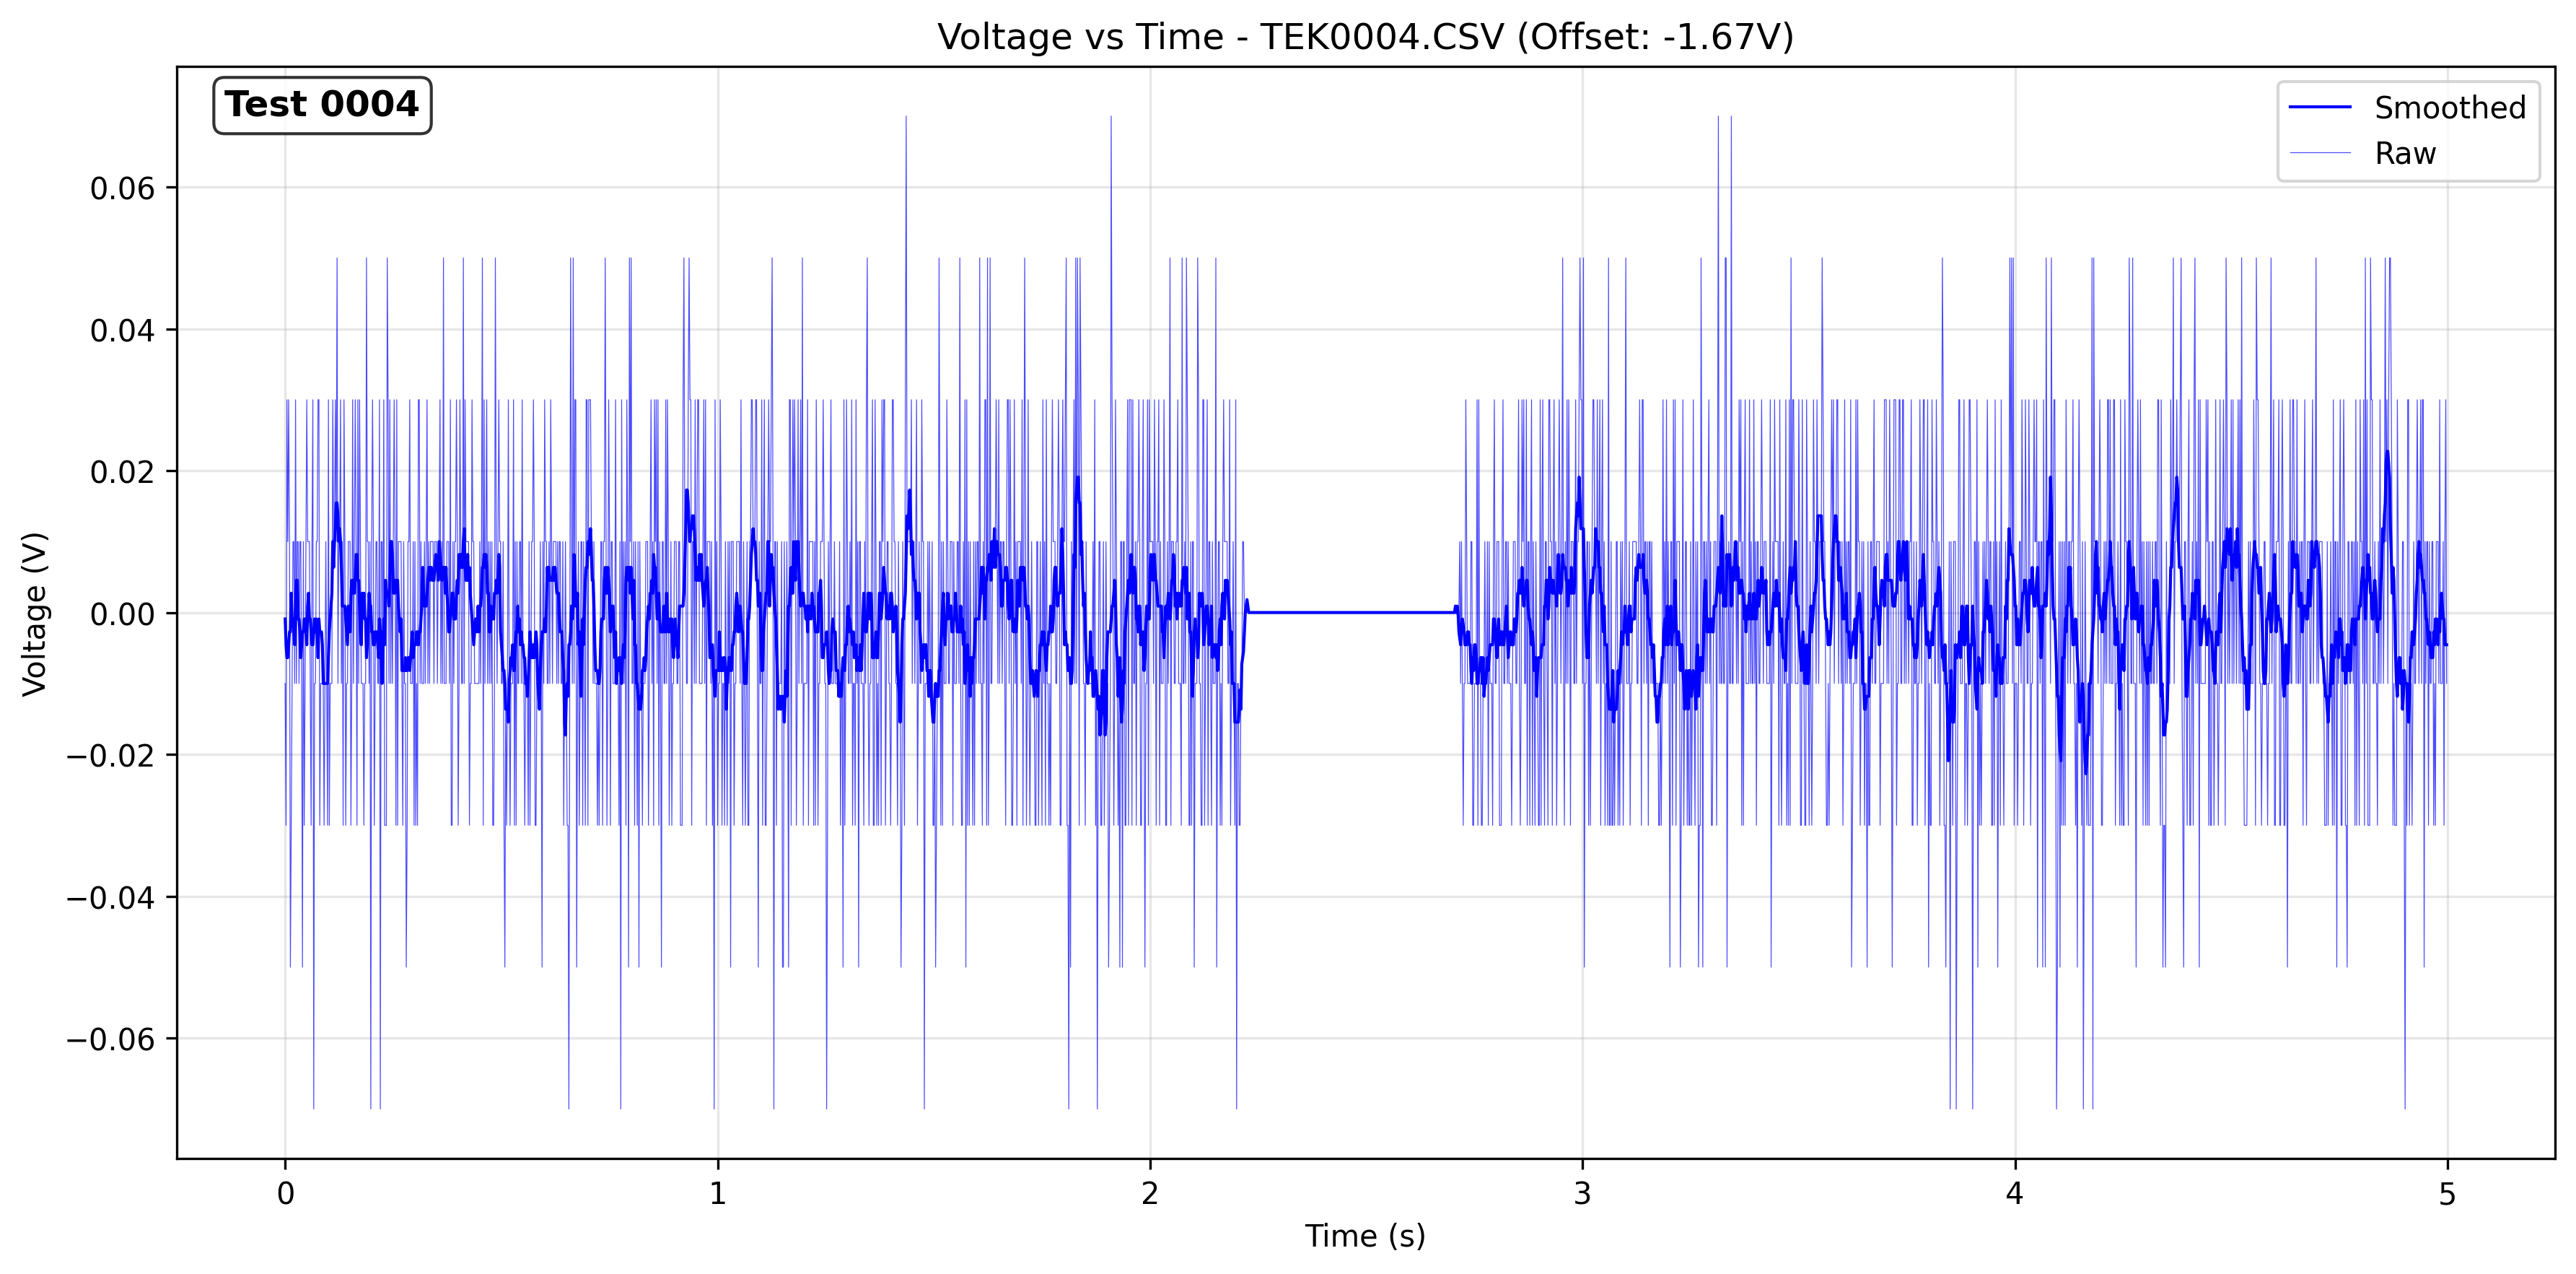 Voltage vs Time - TEK0004.CSV (Offset: -1.67V)
Test 0004
Smoothed
Raw
Voltage (V)
0.06
0.04
0.02
0.00
−0.02
−0.04
−0.06
0 1 2 3 4 5
Time (s)